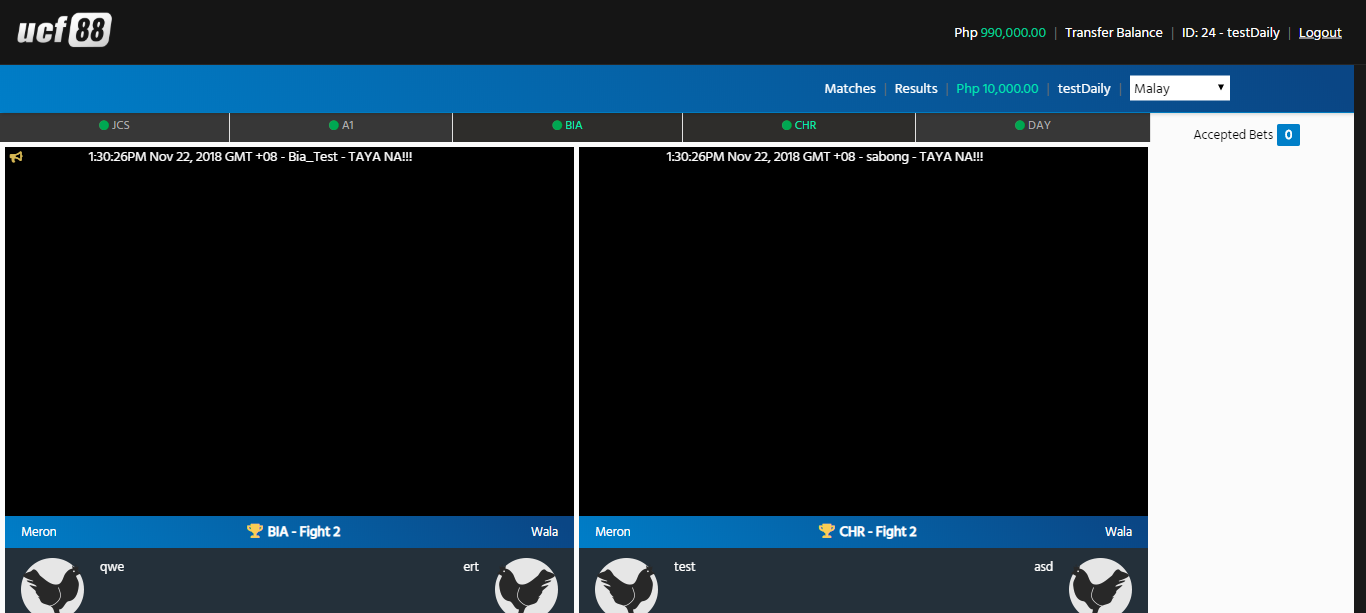 ucf 88
Php 990,000.00 | Transfer Balance | ID: 24 - testDaily | Logout
Matches | Results | Php 10,000.00 | testDaily | Malay
JCS
A1
BIA
CHR
DAY
Accepted Bets 0
1:30:26PM Nov 22, 2018 GMT +08 - Bia_Test - TAYA NA!!!
1:30:26PM Nov 22, 2018 GMT +08 - sabong - TAYA NA!!!
Meron
BIA - Fight 2
Wala
Meron
CHR - Fight 2
Wala
qwe
ert
test
asd